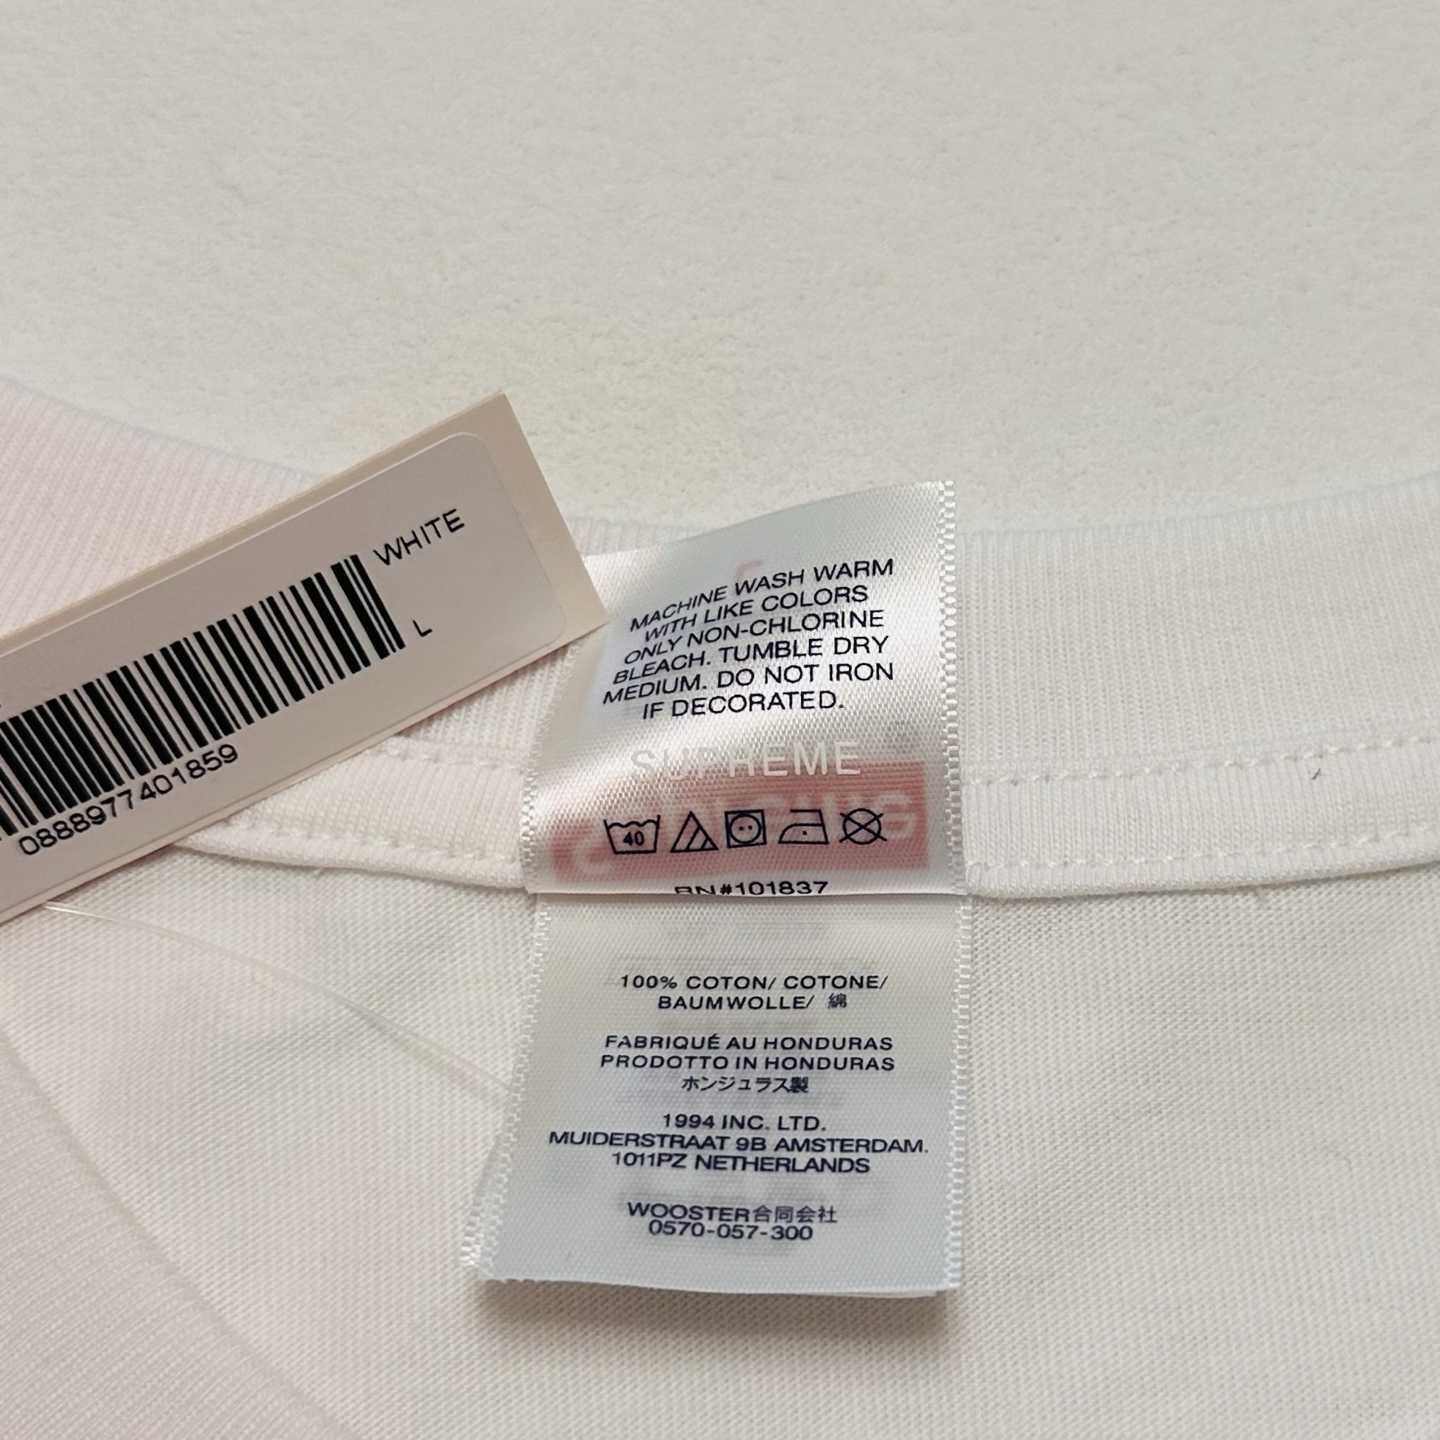 WHITE
L
0888977401859
MACHINE WASH WARM
WITH LIKE COLORS
ONLY NON-CHLORINE
BLEACH. TUMBLE DRY
MEDIUM. DO NOT IRON
IF DECORATED.
SUPREME
40
RN#101837
100% COTON/ COTONE/
BAUMWOLLE/ 綿
FABRIQUÉ AU HONDURAS
PRODOTTO IN HONDURAS
ホンジュラス製
1994 INC. LTD.
MUIDERSTRAAT 9B AMSTERDAM.
1011PZ NETHERLANDS
WOOSTER合同会社
0570-057-300